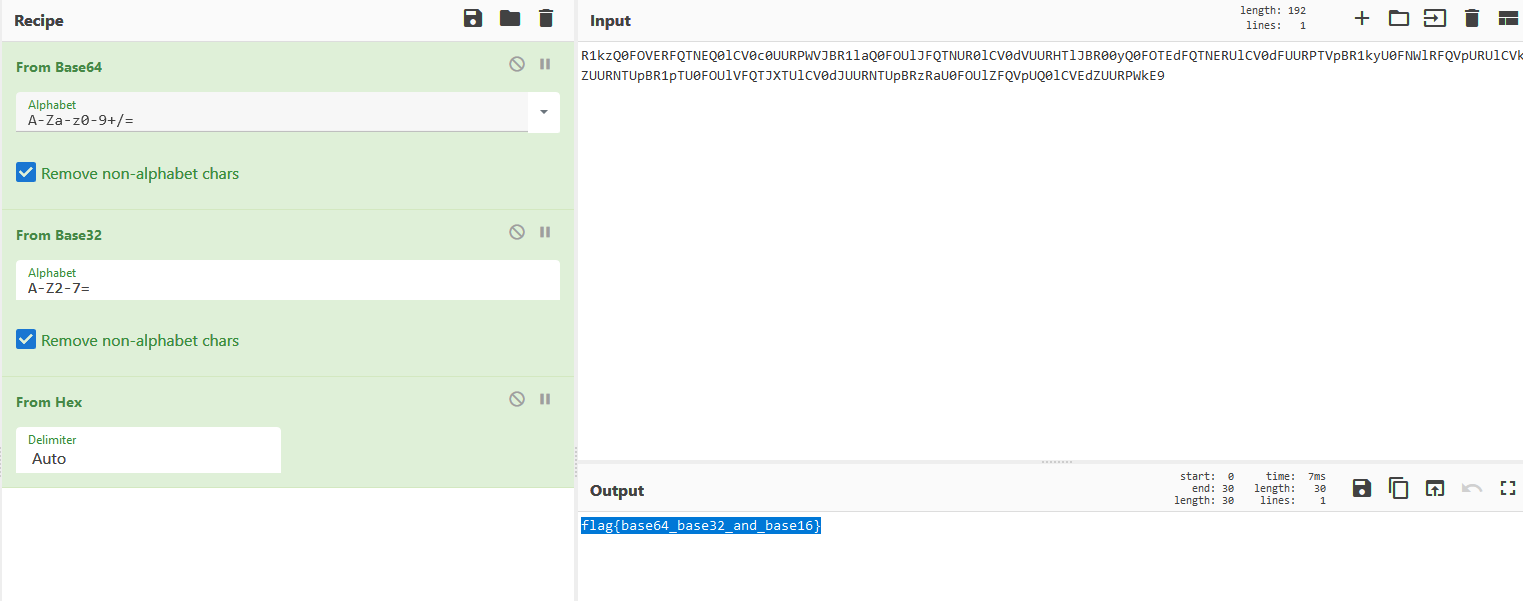 Recipe
From Base64
Alphabet
A-Za-z0-9+/=
Remove non-alphabet chars
From Base32
Alphabet
A-Z2-7=
Remove non-alphabet chars
From Hex
Delimiter
Auto
Input
length: 192
lines: 1
R1kzQ0FOVERFQTNEQ0lCV0c0UURPWVJBR1laQ0FOUlJFQTNUR0lCV0dVUURHTlJBR00yQ0FOTEdFQTNERUlCV0dFUURPTVpBR1kyU0FNWlRFQVpURUlCVk
ZUURNTUpBR1pTU0FOUlVFQTJXTUlCV0dJUURNTUpBRzRaU0FOUlZFQVpUQ0lCVEdZUURPWkE9
Output
start: 0
end: 30
length: 30
time: 7ms
length: 30
lines: 1
flag{base64_base32_and_base16}